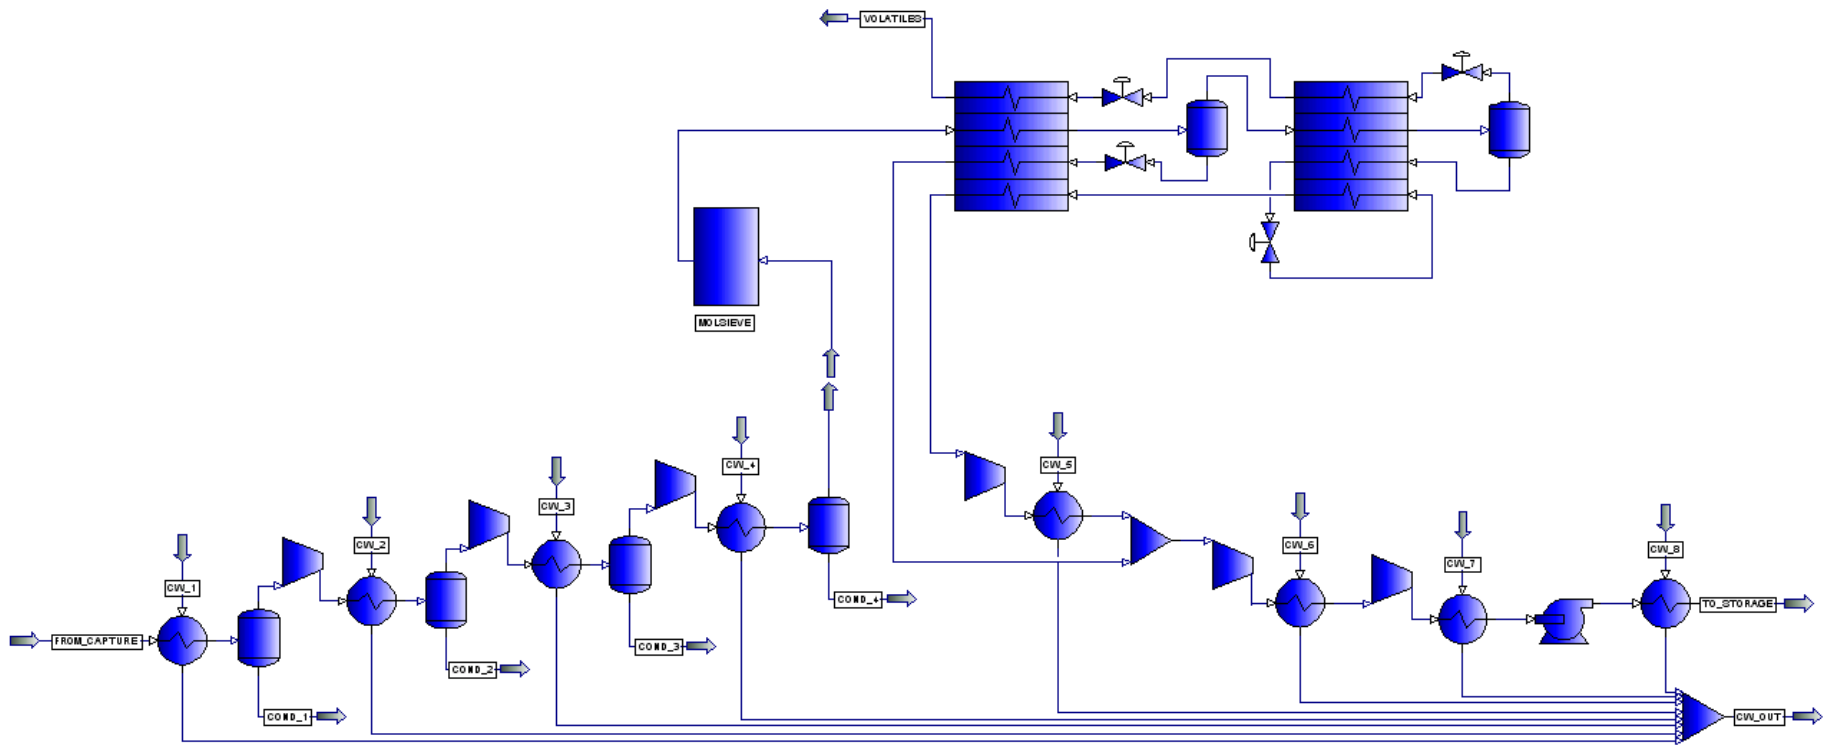 VOLATILES
MOLSIEVE
CW_4
CW_5
CW_3
CW_2
CW_6
CW_7
CW_8
CW_1
COND_4
TO_STORAGE
FROM_CAPTURE
COND_3
COND_2
COND_1
CW_OUT